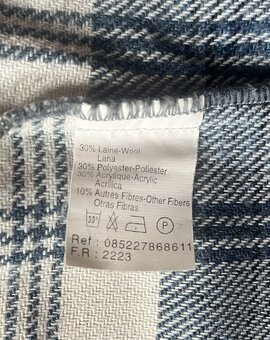 30% Laine-Wool
Lana
30% Polyester-Poliester
30% Acrylique-Acrylic
Acrilica
10% Autres Fibres-Other Fibers
Otras Fibras
30° P
Ref : 085227868611
F.R : 2223